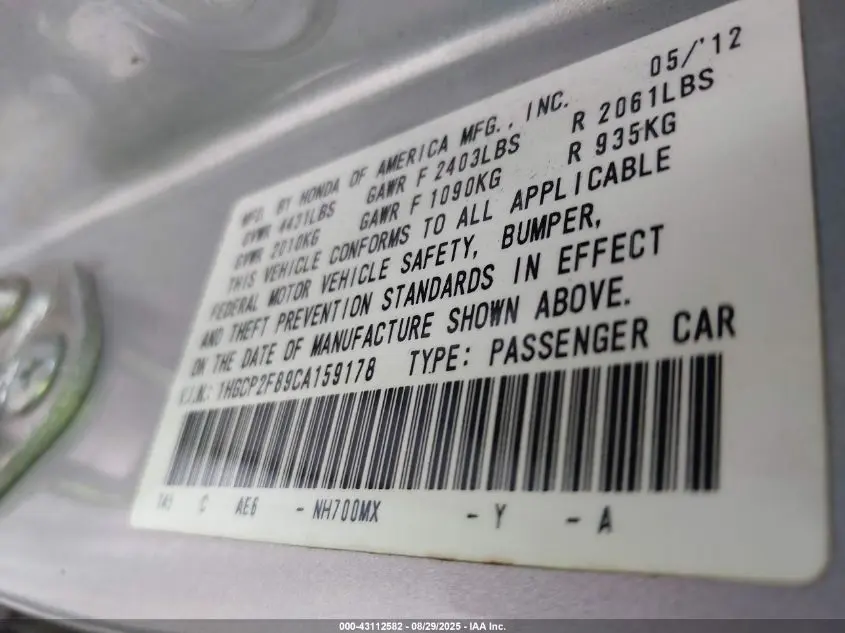 05/'12
MFD. BY HONDA OF AMERICA MFG., INC.
GVWR 4431LBS GAWR F 2403LBS R 2061LBS
GVWR 2010KG GAWR F 1090KG R 935KG
THIS VEHICLE CONFORMS TO ALL APPLICABLE
FEDERAL MOTOR VEHICLE SAFETY, BUMPER,
AND THEFT PREVENTION STANDARDS IN EFFECT
ON THE DATE OF MANUFACTURE SHOWN ABOVE.
V.I.N.: 1HGCP2F89CA159178 TYPE: PASSENGER CAR
C AE6 - NH700MX - Y - A
000-43112582 - 08/29/2025 - IAA Inc.